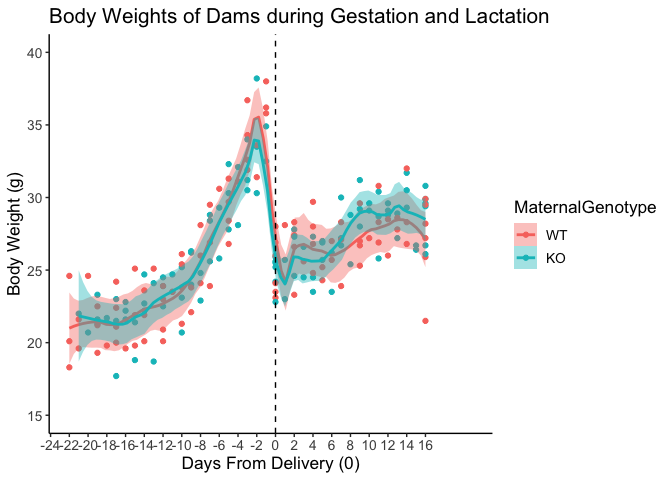 Body Weights of Dams during Gestation and Lactation
40
35
30
25
20
15
Body Weight (g)
-24 -22 -20 -18 -16 -14 -12 -10 -8 -6 -4 -2 0 2 4 6 8 10 12 14 16
Days From Delivery (0)
MaternalGenotype
WT
KO